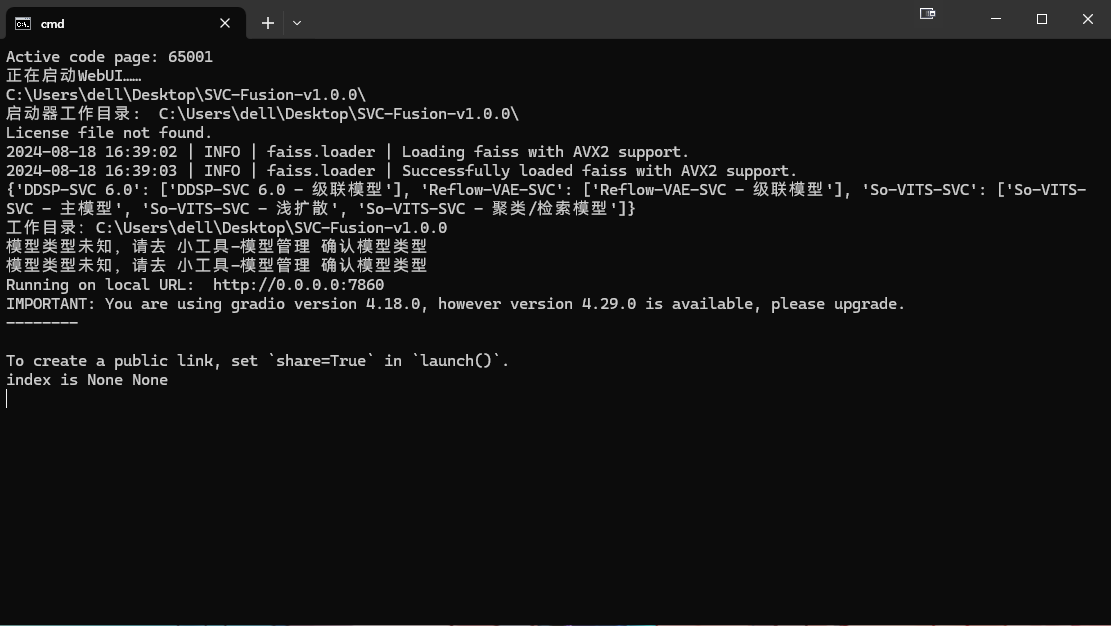 cmd
Active code page: 65001
正在启动WebUI……
C:\Users\dell\Desktop\SVC-Fusion-v1.0.0\
启动器工作目录： C:\Users\dell\Desktop\SVC-Fusion-v1.0.0\
License file not found.
2024-08-18 16:39:02 | INFO | faiss.loader | Loading faiss with AVX2 support.
2024-08-18 16:39:03 | INFO | faiss.loader | Successfully loaded faiss with AVX2 support.
{'DDSP-SVC 6.0': ['DDSP-SVC 6.0 - 级联模型'], 'Reflow-VAE-SVC': ['Reflow-VAE-SVC - 级联模型'], 'So-VITS-SVC': ['So-VITS-
SVC - 主模型', 'So-VITS-SVC - 浅扩散', 'So-VITS-SVC - 聚类/检索模型']}
工作目录: C:\Users\dell\Desktop\SVC-Fusion-v1.0.0
模型类型未知，请去 小工具-模型管理 确认模型类型
模型类型未知，请去 小工具-模型管理 确认模型类型
Running on local URL:  http://0.0.0.0:7860
IMPORTANT: You are using gradio version 4.18.0, however version 4.29.0 is available, please upgrade.
--------
To create a public link, set `share=True` in `launch()`.
index is None None